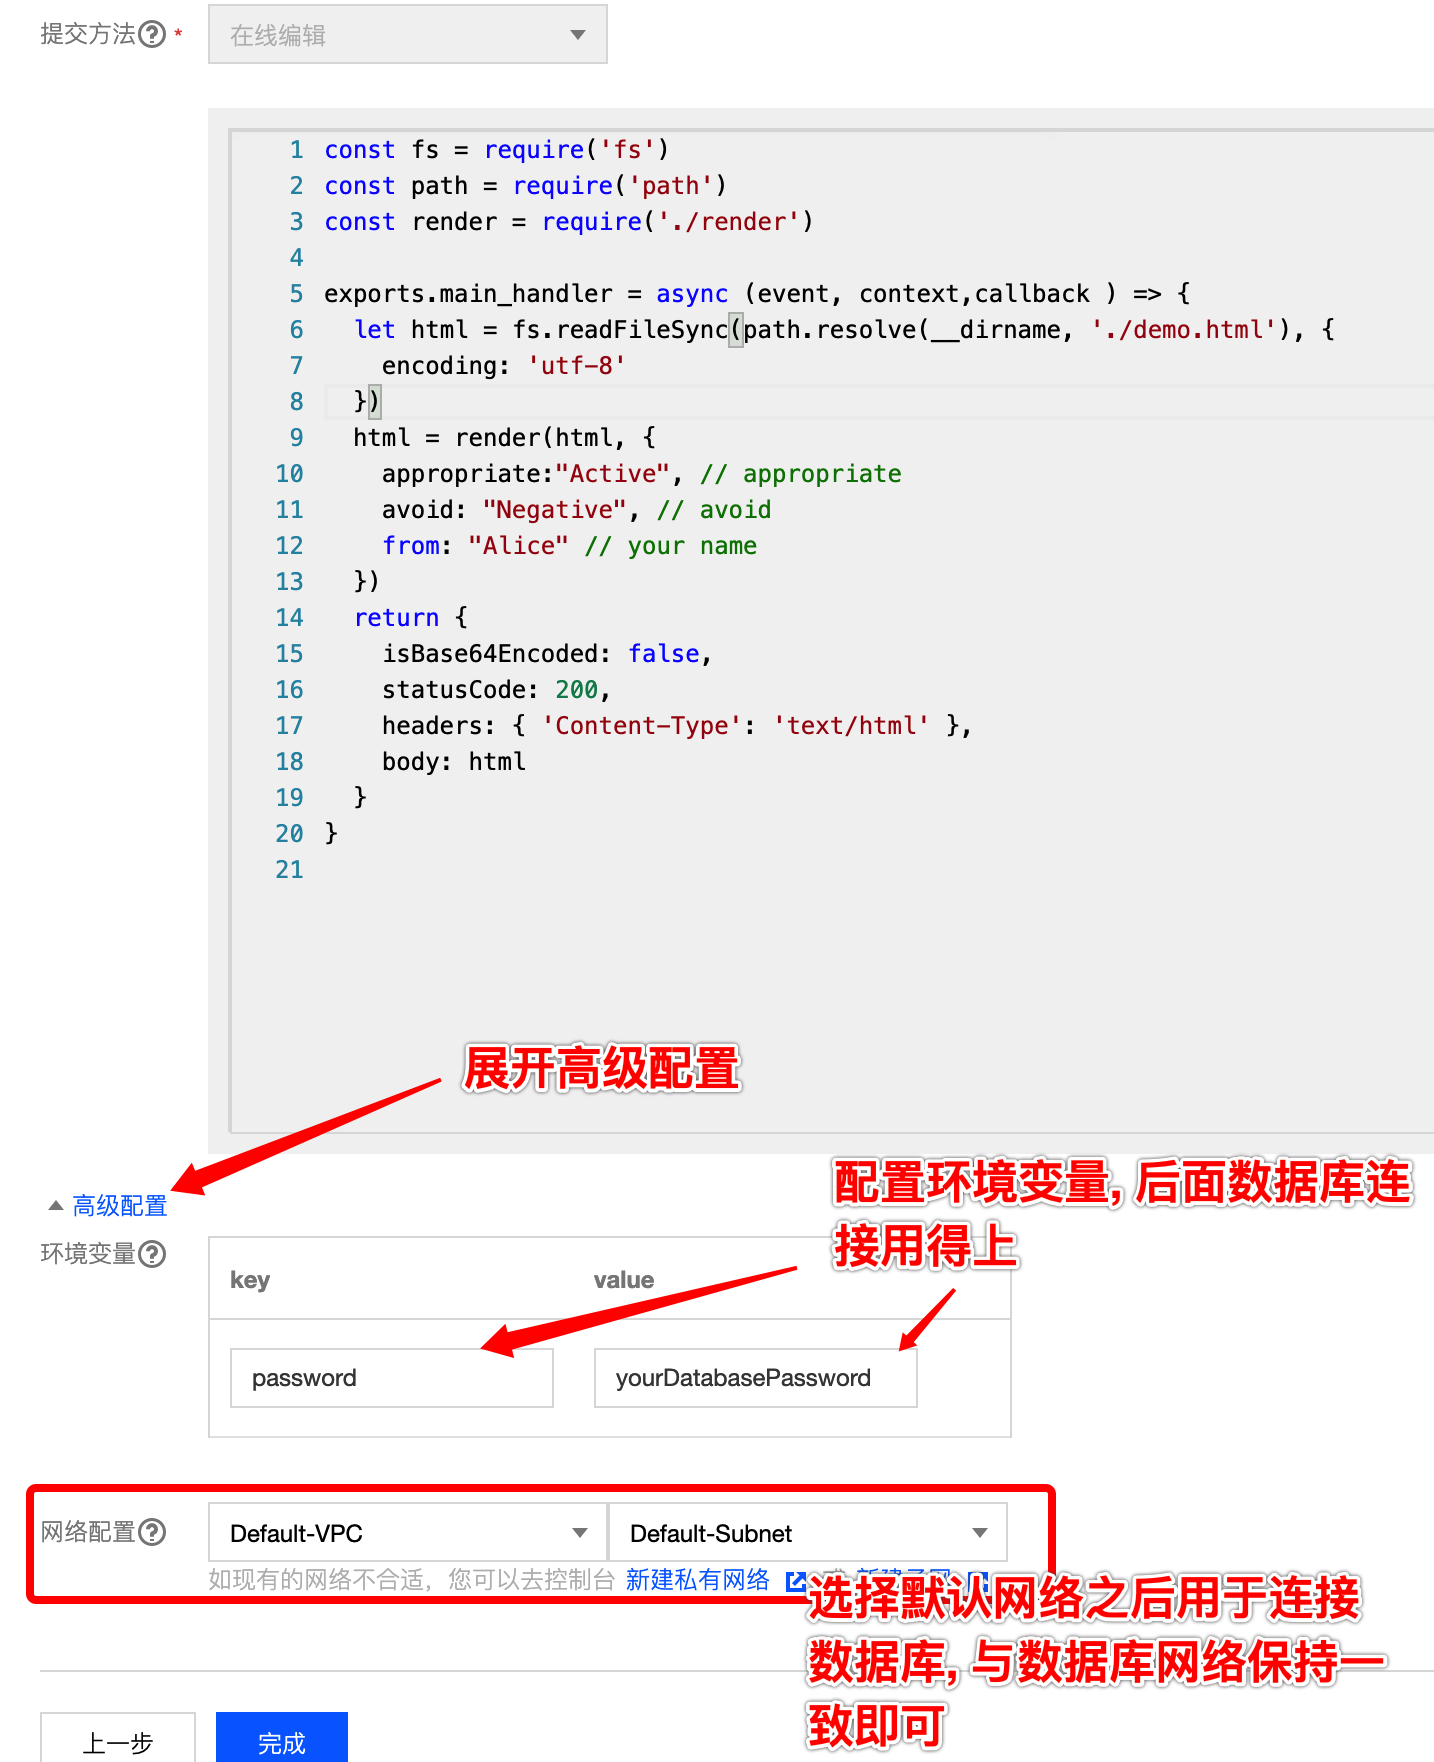 提交方法 *
在线编辑
1 const fs = require('fs')
2 const path = require('path')
3 const render = require('./render')
4
5 exports.main_handler = async (event, context,callback ) => {
6   let html = fs.readFileSync(path.resolve(__dirname, './demo.html'), {
7     encoding: 'utf-8'
8   })
9   html = render(html, {
10     appropriate:"Active", // appropriate
11     avoid: "Negative", // avoid
12     from: "Alice" // your name
13   })
14   return {
15     isBase64Encoded: false,
16     statusCode: 200,
17     headers: { 'Content-Type': 'text/html' },
18     body: html
19   }
20 }
21
展开高级配置
配置环境变量, 后面数据库连
接用得上
高级配置
环境变量
key value
password yourDatabasePassword
网络配置
Default-VPC Default-Subnet
如现有的网络不合适，您可以去控制台 新建私有网络
选择默认网络之后用于连接
数据库, 与数据库网络保持一
致即可
上一步 完成